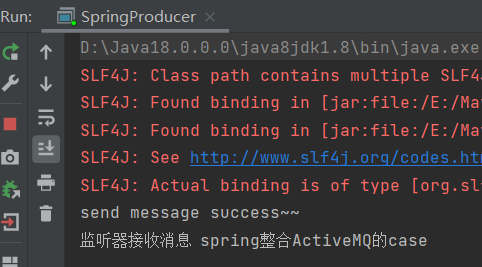 Run: SpringProducer
D:\Java18.0.0.0\java8jdk1.8\bin\java.exe
SLF4J: Class path contains multiple SLF4
SLF4J: Found binding in [jar:file:/E:/Ma
SLF4J: Found binding in [jar:file:/E:/Ma
SLF4J: See http://www.slf4j.org/codes.ht
SLF4J: Actual binding is of type [org.sl
send message success~~
监听器接收消息 spring整合ActiveMQ的case